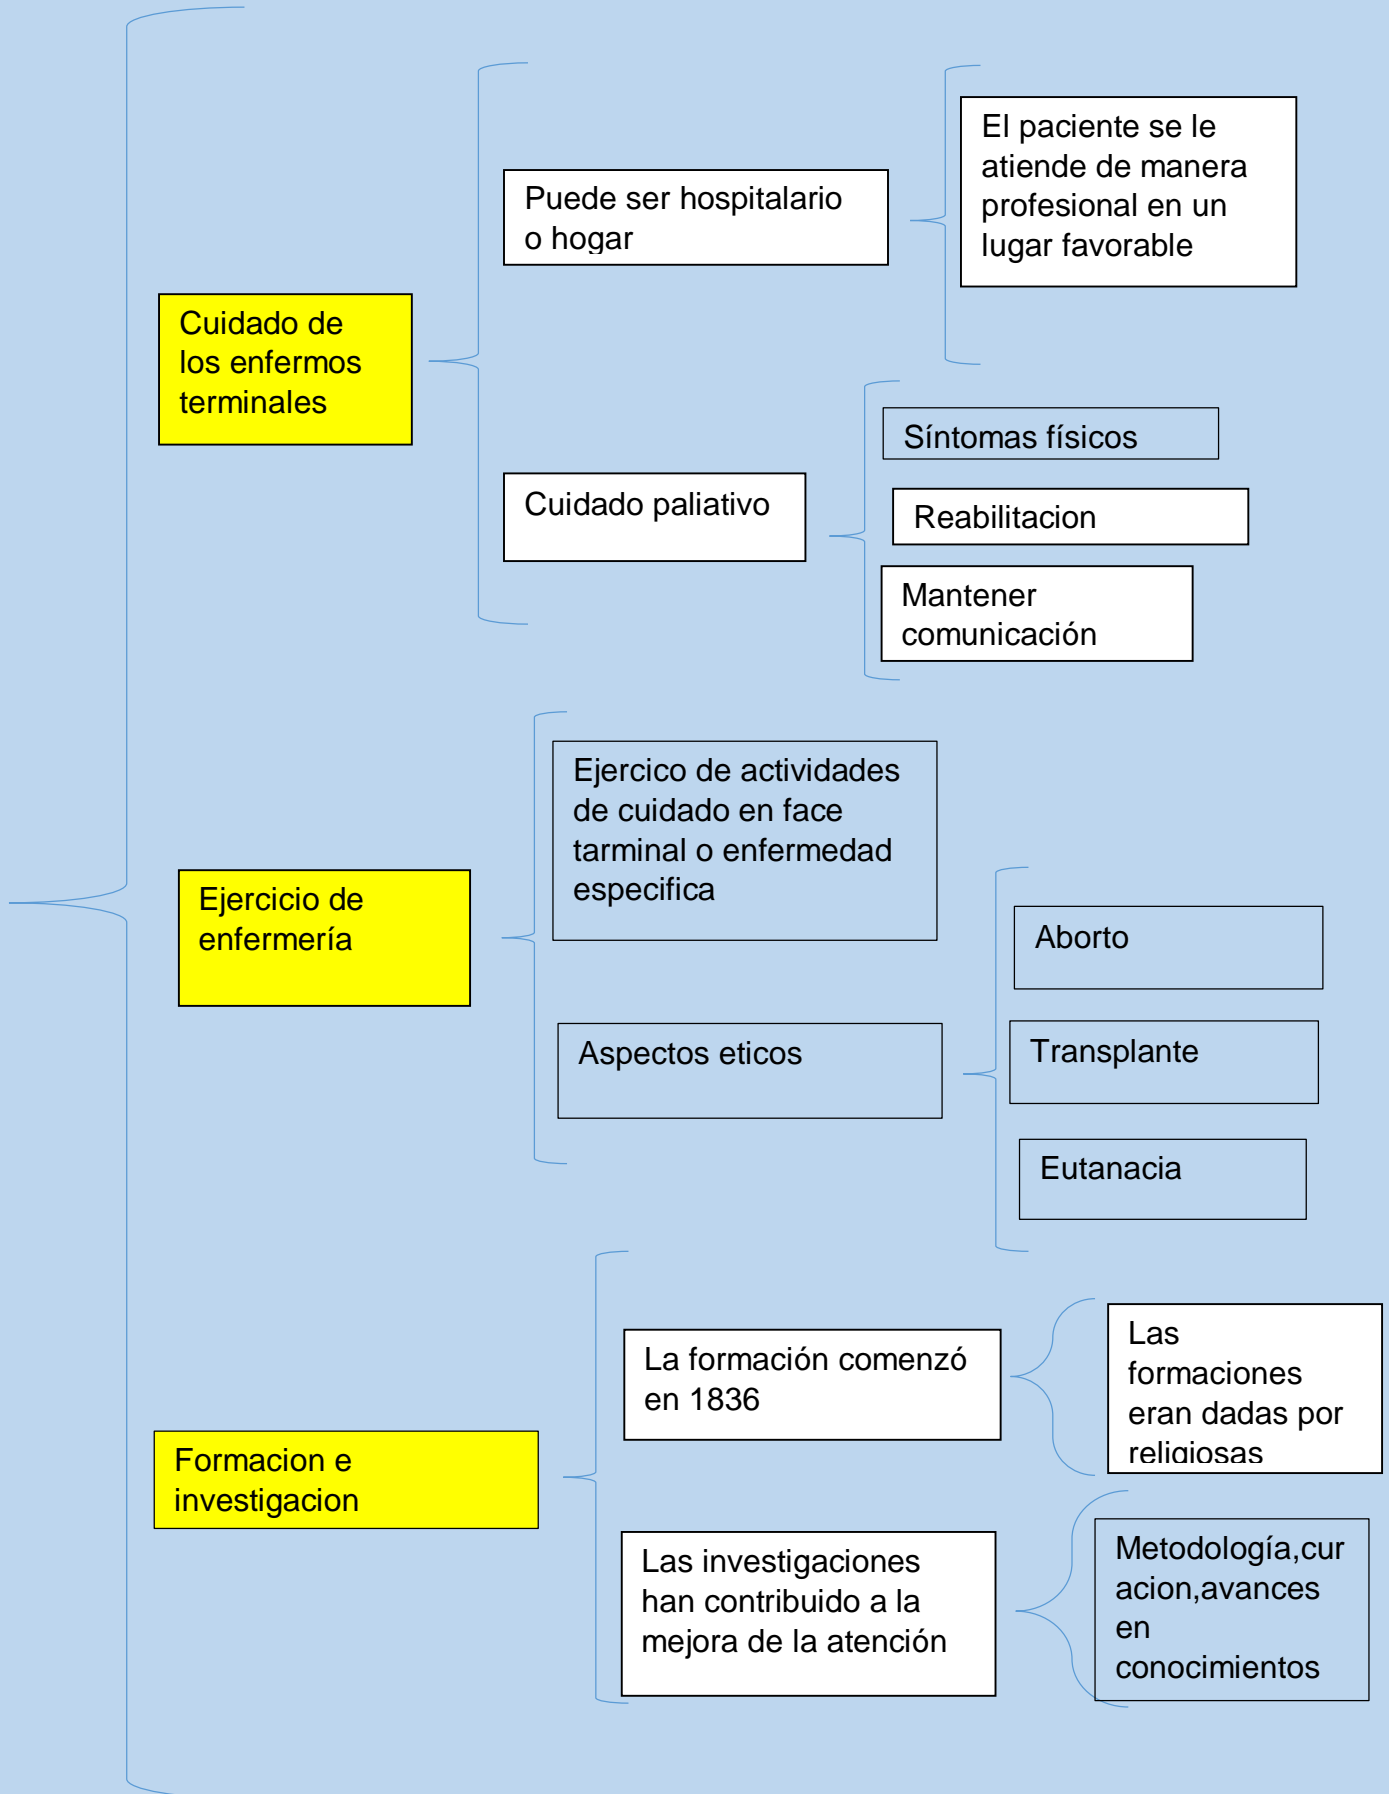 Cuidado de
los enfermos
terminales
Puede ser hospitalario
o hogar
El paciente se le
atiende de manera
profesional en un
lugar favorable
Cuidado paliativo
Síntomas físicos
Reabilitacion
Mantener
comunicación
Ejercicio de
enfermería
Ejercico de actividades
de cuidado en face
tarminal o enfermedad
especifica
Aspectos eticos
Aborto
Transplante
Eutanacia
Formacion e
investigacion
La formación comenzó
en 1836
Las
formaciones
eran dadas por
religiosas
Las investigaciones
han contribuido a la
mejora de la atención
Metodología,cur
acion,avances
en
conocimientos